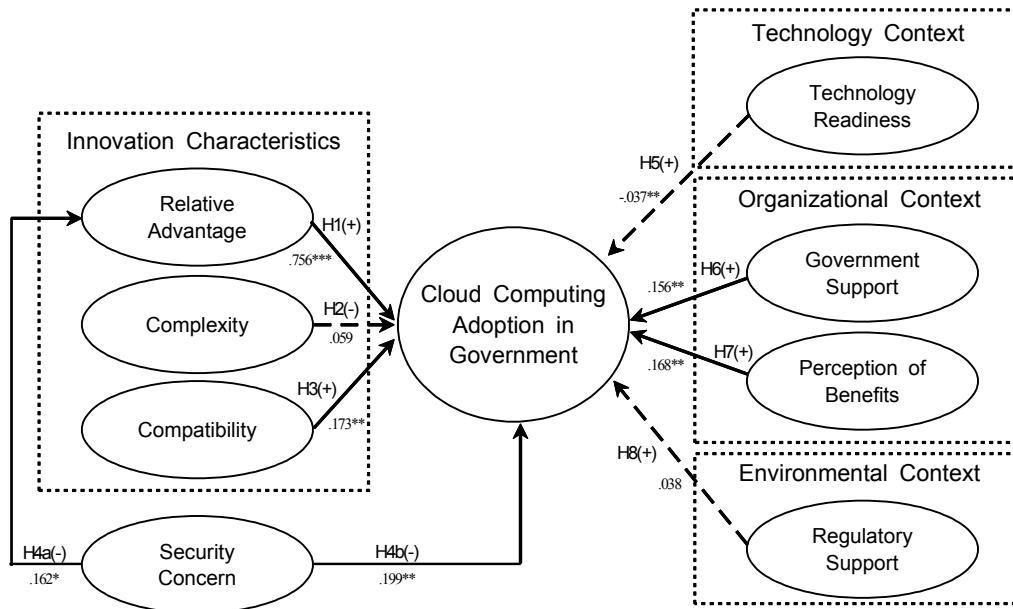 Technology Context
Technology
Readiness
Innovation Characteristics
Relative
Advantage
H1(+)
.756***
Complexity
H2(-)
.059
Compatibility
H3(+)
.173**
Security
Concern
H4a(-)
.162*
H4b(-)
.199**
Cloud Computing
Adoption in
Government
H5(+)
-.037**
Organizational Context
Government
Support
H6(+)
.156**
Perception of
Benefits
H7(+)
.168**
Environmental Context
Regulatory
Support
H8(+)
.038